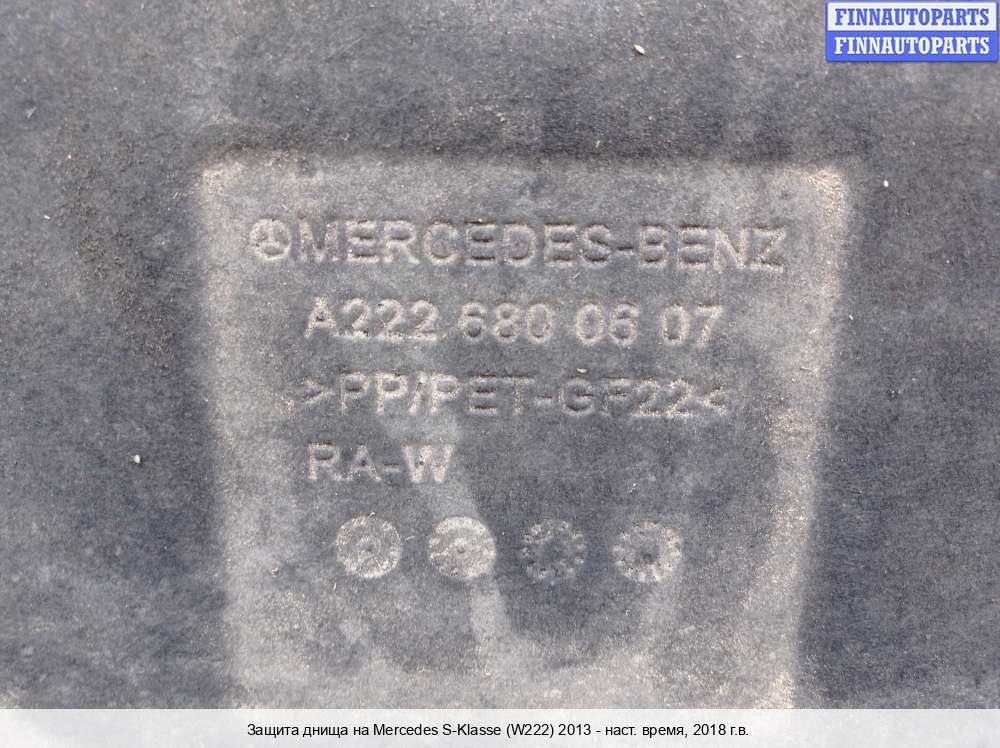 FINNAUTOPARTS
FINNAUTOPARTS
MERCEDES-BENZ
A222 680 06 07
>PP/PET-GF22<
RA-W
Защита днища на Mercedes S-Klasse (W222) 2013 - наст. время, 2018 г.в.